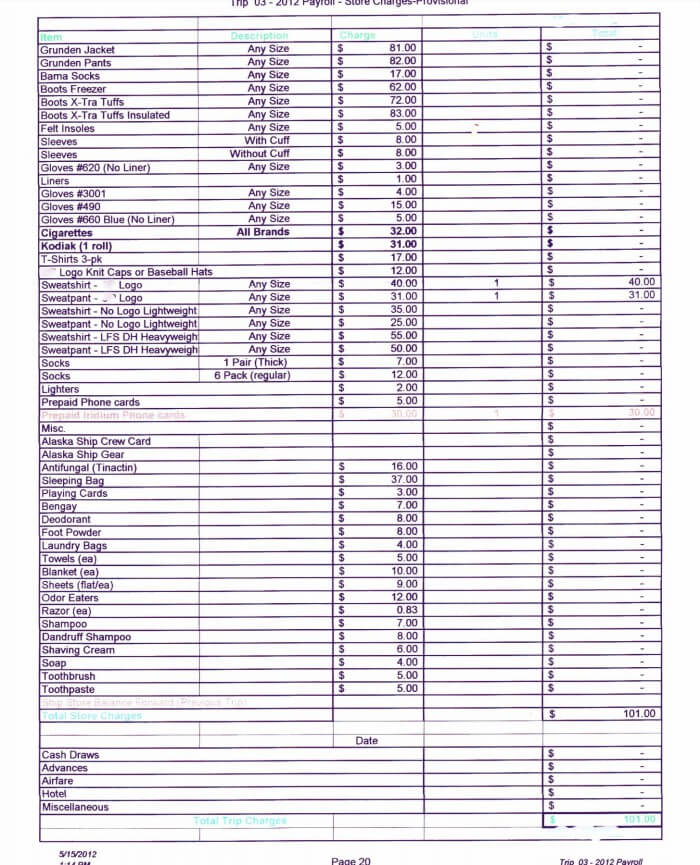 Trip 03 - 2012 Payroll - Store Charges-Provisional
Item Description Charge Units Total
Grunden Jacket Any Size $ 81.00 $ -
Grunden Pants Any Size $ 82.00 $ -
Bama Socks Any Size $ 17.00 $ -
Boots Freezer Any Size $ 62.00 $ -
Boots X-Tra Tuffs Any Size $ 72.00 $ -
Boots X-Tra Tuffs Insulated Any Size $ 83.00 $ -
Felt Insoles Any Size $ 5.00 $ -
Sleeves With Cuff $ 8.00 $ -
Sleeves Without Cuff $ 8.00 $ -
Gloves #620 (No Liner) Any Size $ 3.00 $ -
Liners $ 1.00 $ -
Gloves #3001 Any Size $ 4.00 $ -
Gloves #490 Any Size $ 15.00 $ -
Gloves #660 Blue (No Liner) Any Size $ 5.00 $ -
Cigarettes All Brands $ 32.00 $ -
Kodiak (1 roll) $ 31.00 $ -
T-Shirts 3-pk $ 17.00 $ -
Logo Knit Caps or Baseball Hats $ 12.00 $ -
Sweatshirt - Logo Any Size $ 40.00 1 $ 40.00
Sweatpant - Logo Any Size $ 31.00 1 $ 31.00
Sweatshirt - No Logo Lightweight Any Size $ 35.00 $ -
Sweatpant - No Logo Lightweight Any Size $ 25.00 $ -
Sweatshirt - LFS DH Heavyweigh Any Size $ 55.00 $ -
Sweatpant - LFS DH Heavyweigh Any Size $ 50.00 $ -
Socks 1 Pair (Thick) $ 7.00 $ -
Socks 6 Pack (regular) $ 12.00 $ -
Lighters $ 2.00 $ -
Prepaid Phone cards $ 5.00 $ -
Prepaid Iridium Phone cards $ 30.00 1 $ 30.00
Misc. $ -
Alaska Ship Crew Card $ -
Alaska Ship Gear $ -
Antifungal (Tinactin) $ 16.00 $ -
Sleeping Bag $ 37.00 $ -
Playing Cards $ 3.00 $ -
Bengay $ 7.00 $ -
Deodorant $ 8.00 $ -
Foot Powder $ 8.00 $ -
Laundry Bags $ 4.00 $ -
Towels (ea) $ 5.00 $ -
Blanket (ea) $ 10.00 $ -
Sheets (flat/ea) $ 9.00 $ -
Odor Eaters $ 12.00 $ -
Razor (ea) $ 0.83 $ -
Shampoo $ 7.00 $ -
Dandruff Shampoo $ 8.00 $ -
Shaving Cream $ 6.00 $ -
Soap $ 4.00 $ -
Toothbrush $ 5.00 $ -
Toothpaste $ 5.00 $ -
Ship Store Balance Forward (Previous Trip)
Total Store Charges $ 101.00
Date
Cash Draws $ -
Advances $ -
Airfare $ -
Hotel $ -
Miscellaneous $ -
Total Trip Charges $ 101.00
5/15/2012
1:14 PM Page 20 Trip 03 - 2012 Payroll